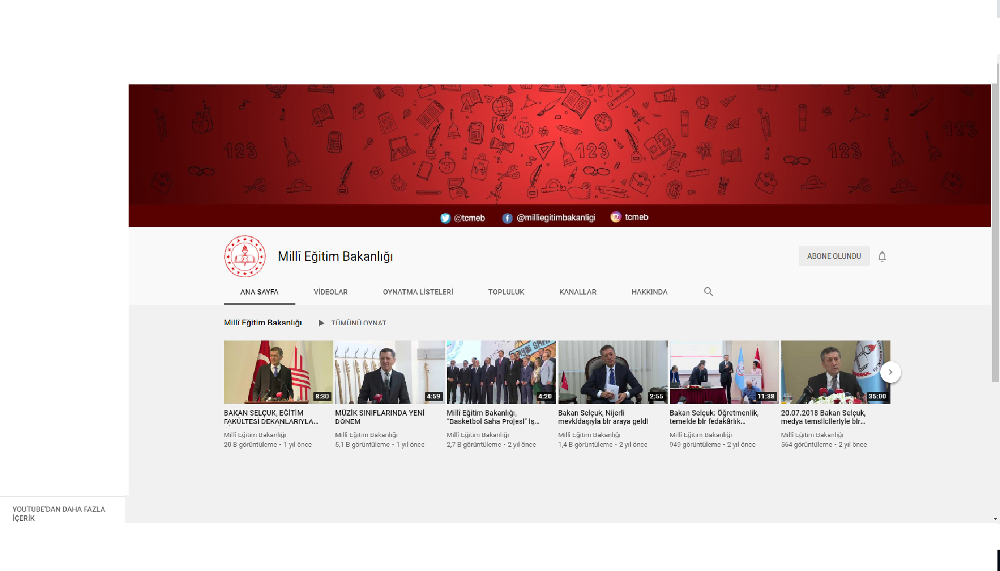 @tcmeb @milliegitimbakanligi tcmeb
Millî Eğitim Bakanlığı
ABONE OLUNDU
ANA SAYFA VİDEOLAR OYNATMA LİSTELERİ TOPLULUK KANALLAR HAKKINDA
Millî Eğitim Bakanlığı TÜMÜNÜ OYNAT
8:30
BAKAN SELÇUK, EĞİTİM
FAKÜLTESİ DEKANLARIYLA...
Millî Eğitim Bakanlığı
20 B görüntüleme • 1 yıl önce
4:59
MÜZİK SINIFLARINDA YENİ
DÖNEM
Millî Eğitim Bakanlığı
5,1 B görüntüleme • 1 yıl önce
4:20
Millî Eğitim Bakanlığı,
“Basketbol Saha Projesi" iş...
Millî Eğitim Bakanlığı
2,7 B görüntüleme • 2 yıl önce
2:55
Bakan Selçuk, Nijerli
mevkidaşıyla bir araya geldi
Millî Eğitim Bakanlığı
1,4 B görüntüleme • 2 yıl önce
11:38
Bakan Selçuk: Öğretmenlik,
temelde bir fedakârlık...
Millî Eğitim Bakanlığı
949 görüntüleme • 2 yıl önce
35:00
20.07.2018 Bakan Selçuk,
medya temsilcileriyle bir...
Millî Eğitim Bakanlığı
564 görüntüleme • 2 yıl önce
YOUTUBE'DAN DAHA FAZLA
İÇERİK